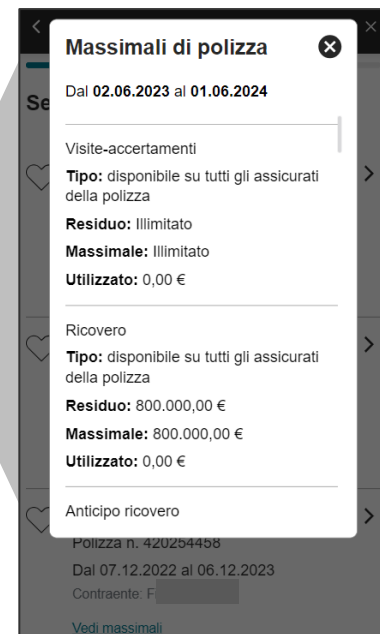 Massimali di polizza
Dal 02.06.2023 al 01.06.2024
Se
Visite-accertamenti
Tipo: disponibile su tutti gli assicurati
della polizza
Residuo: Illimitato
Massimale: Illimitato
Utilizzato: 0,00 €
Ricovero
Tipo: disponibile su tutti gli assicurati
della polizza
Residuo: 800.000,00 €
Massimale: 800.000,00 €
Utilizzato: 0,00 €
Anticipo ricovero
Polizza n. 420254458
Dal 07.12.2022 al 06.12.2023
Contraente: F
Vedi massimali